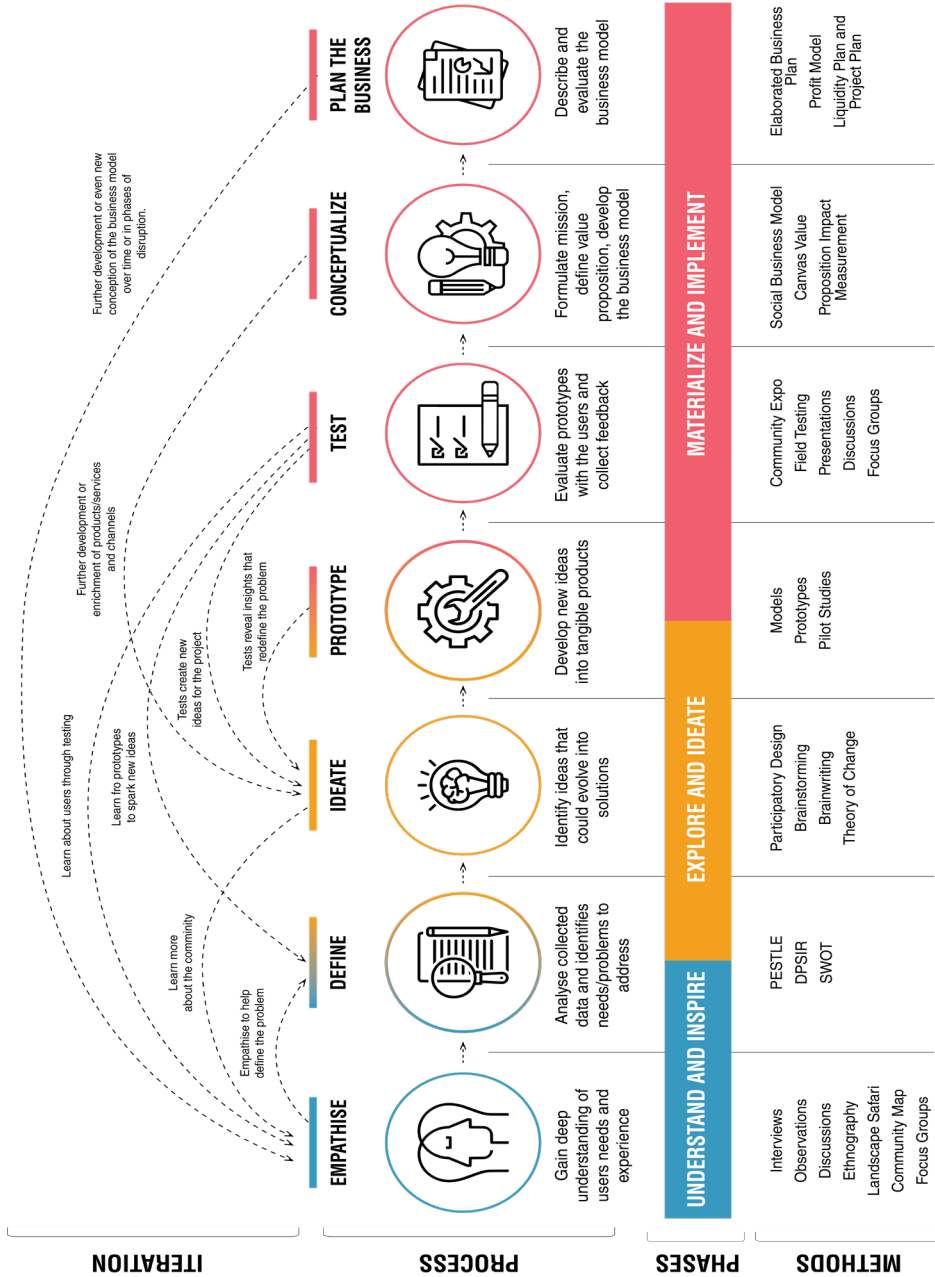 ITERATION
Further development or even new
conception of the business model
over time or in phases of
disruption.
Further development or
enrichment of products/services
and channels
Learn about users through testing
Learn fro prototypes
to spark new ideas
Tests create new
ideas for the project
Tests reveal insights that
redefine the problem
Learn more
about the comminity
Empathise to help
define the problem
PROCESS
EMPATHISE
Gain deep
understanding of
users needs and
experience
DEFINE
Analyse collected
data and identifies
needs/problems to
address
IDEATE
Identify ideas that
could evolve into
solutions
PROTOTYPE
Develop new ideas
into tangible products
TEST
Evaluate prototypes
with the users and
collect feedback
CONCEPTUALIZE
Formulate mission,
define value
proposition, develop
the business model
PLAN THE
BUSINESS
Describe and
evaluate the
business model
PHASES
UNDERSTAND AND INSPIRE
EXPLORE AND IDEATE
MATERIALIZE AND IMPLEMENT
METHODS
Interviews
Observations
Discussions
Ethnography
Landscape Safari
Community Map
Focus Groups
PESTLE
DPSIR
SWOT
Participatory Design
Brainstorming
Brainwriting
Theory of Change
Models
Prototypes
Pilot Studies
Community Expo
Field Testing
Presentations
Discussions
Focus Groups
Social Business Model
Canvas Value
Proposition Impact
Measurement
Elaborated Business
Plan
Profit Model
Liquidity Plan and
Project Plan